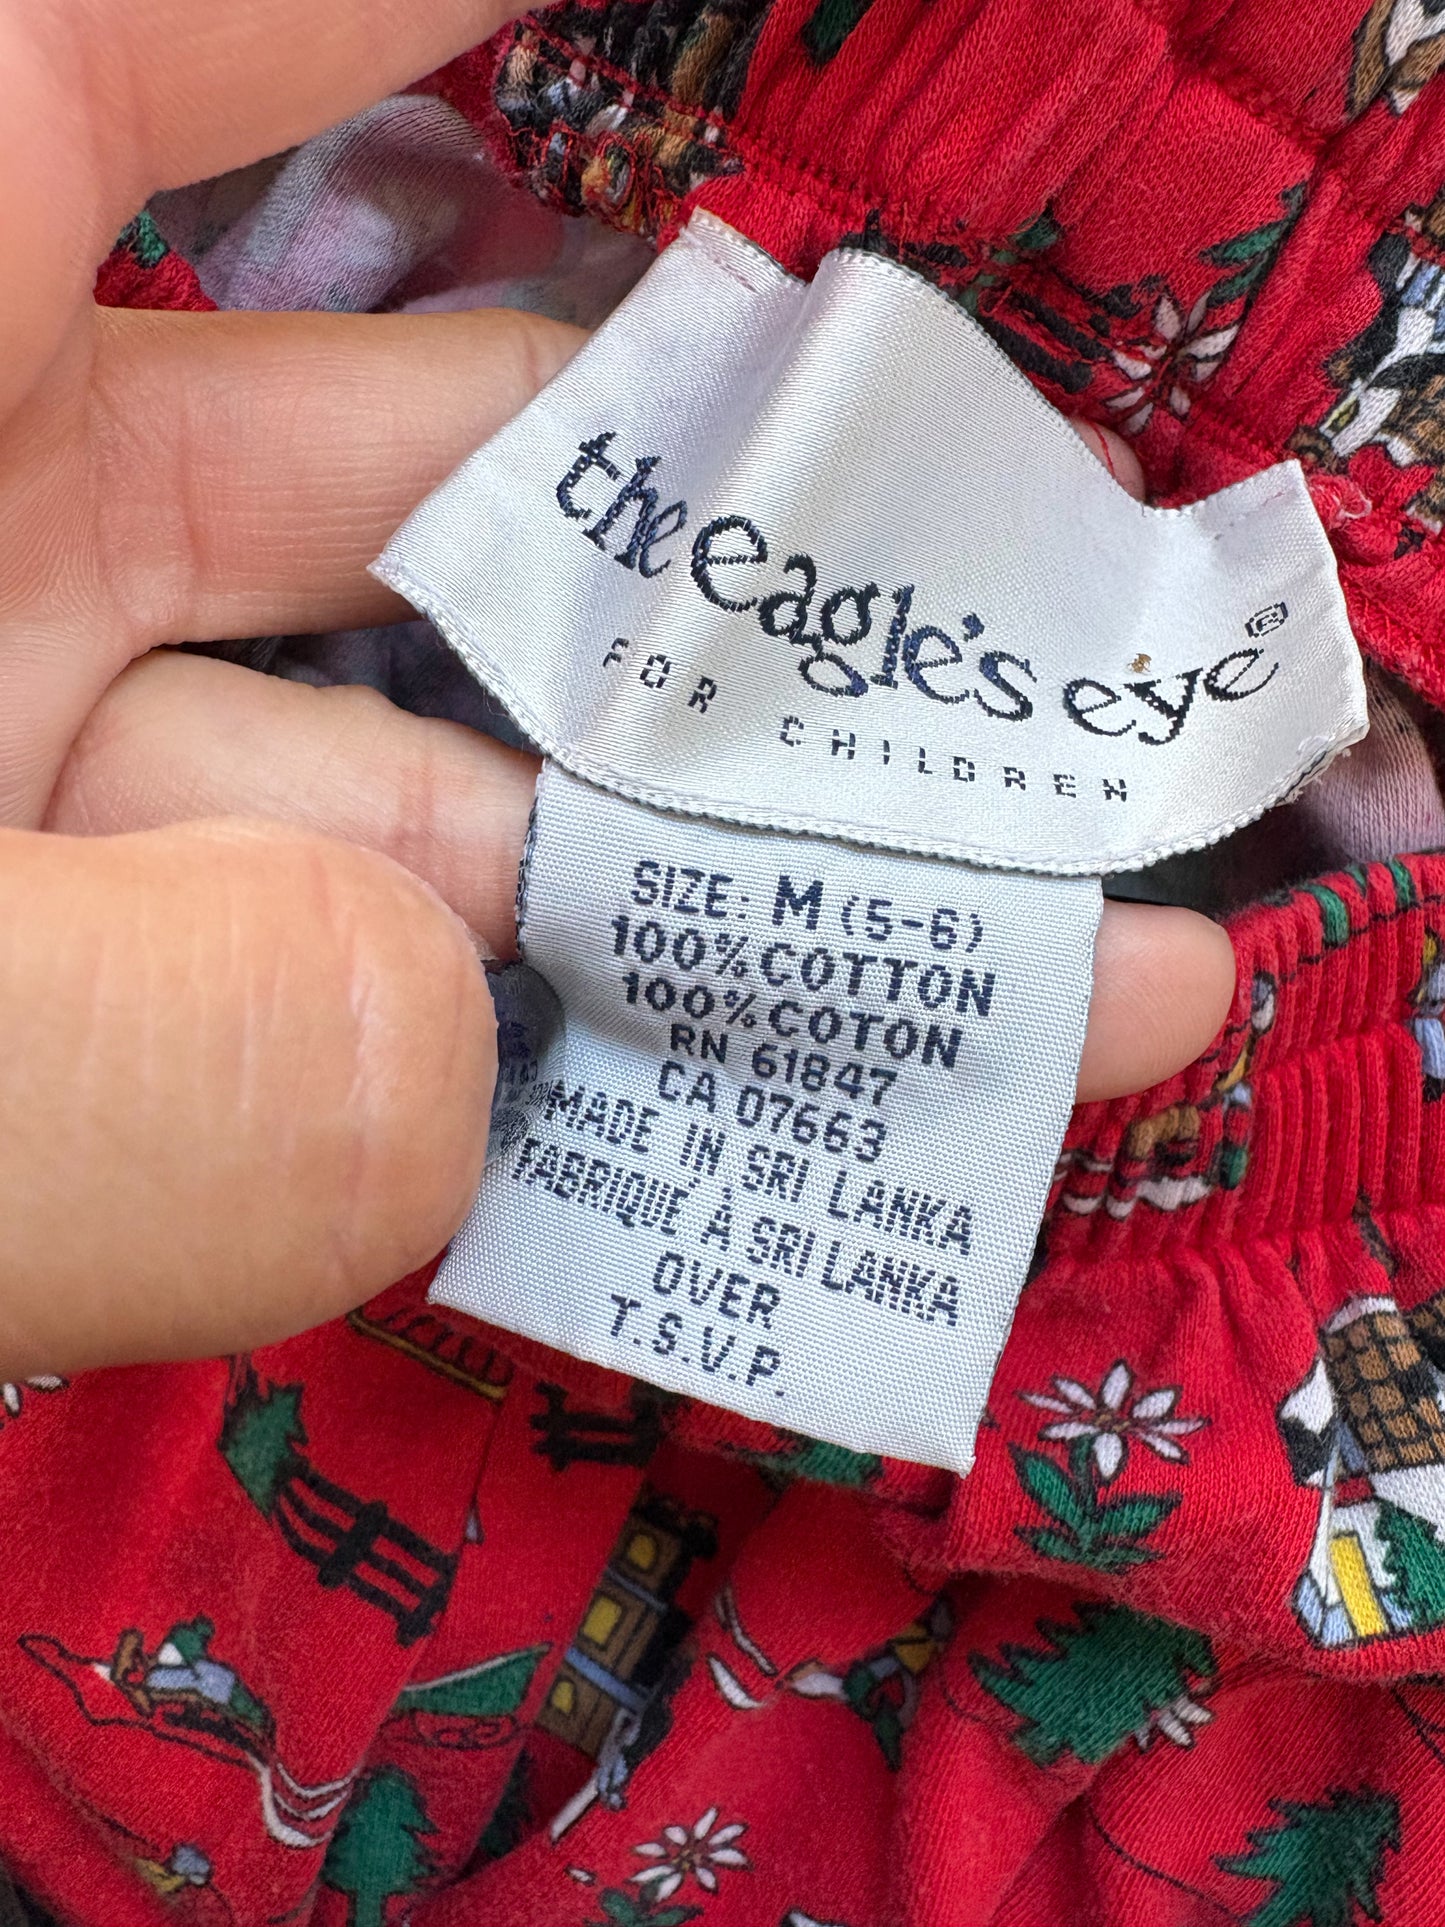 the eagle's eye®
FOR CHILDREN
SIZE: M (5-6)
100% COTTON
100% COTON
RN 61847
CA 07663
MADE IN SRI LANKA
FABRIQUÉ À SRI LANKA
OVER
T.S.V.P.